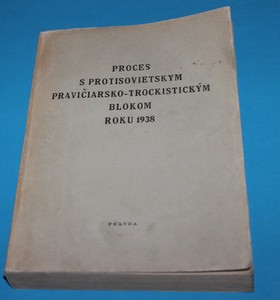 PROCES
S PROTISOVIETSKYM
PRAVIČIARSKO-TROCKISTICKÝM
BLOKOM
ROKU 1938
PRAVDA